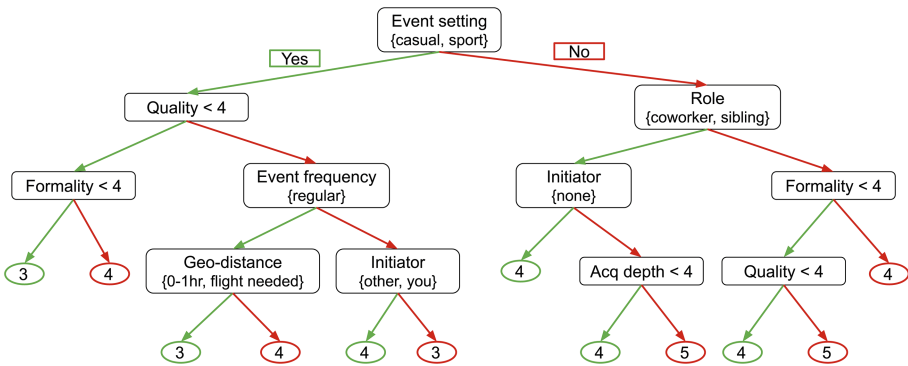 Event setting
{casual, sport}
Yes
No
Quality < 4
Role
{coworker, sibling}
Formality < 4
Event frequency
{regular}
Initiator
{none}
Formality < 4
3
4
Geo-distance
{0-1hr, flight needed}
Initiator
{other, you}
4
Acq depth < 4
Quality < 4
4
3
4
4
3
4
5
4
5